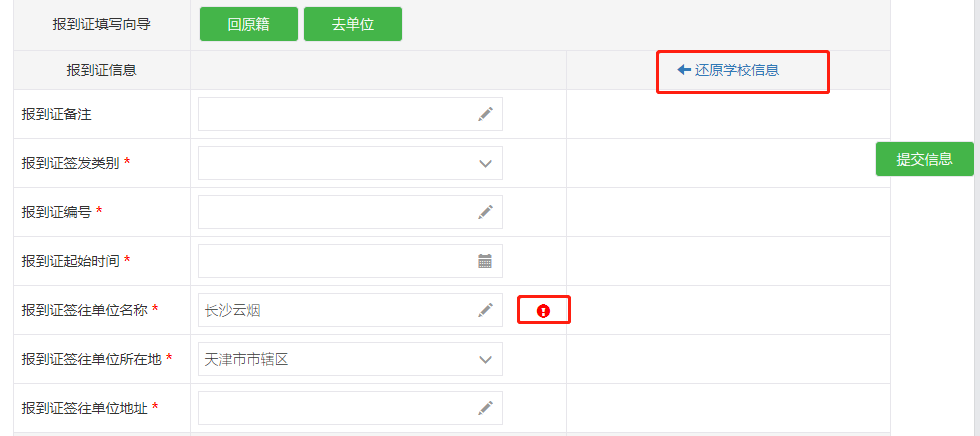 报到证填写向导 回原籍 去单位
报到证信息 还原学校信息
报到证备注
提交信息
报到证签发类别 *
报到证编号 *
报到证起始时间 *
报到证签往单位名称 * 长沙云烟
报到证签往单位所在地 * 天津市市辖区
报到证签往单位地址 *